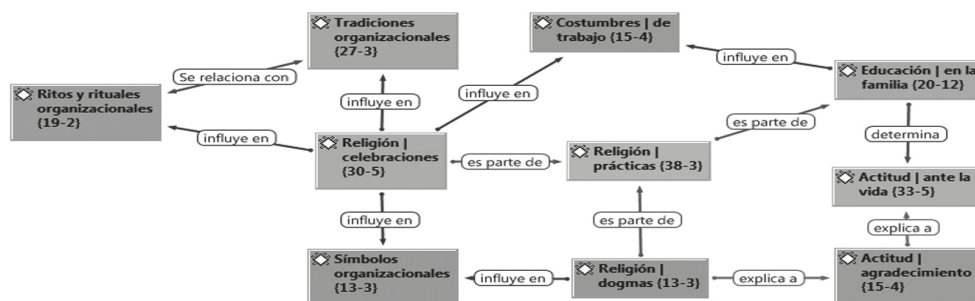 Tradiciones
organizacionales
{27-3}
Costumbres | de
trabajo {15-4}
influye en
Educación | en la
familia {20-12}
Se relaciona con
Ritos y rituales
organizacionales
{19-2}
influye en
influye en
es parte de
determina
influye en
Religión |
celebraciones
{30-5}
es parte de
Religión |
prácticas {38-3}
Actitud | ante la
vida {33-5}
influye en
es parte de
explica a
Símbolos
organizacionales
{13-3}
influye en
Religión |
dogmas {13-3}
explica a
Actitud |
agradecimiento
{15-4}